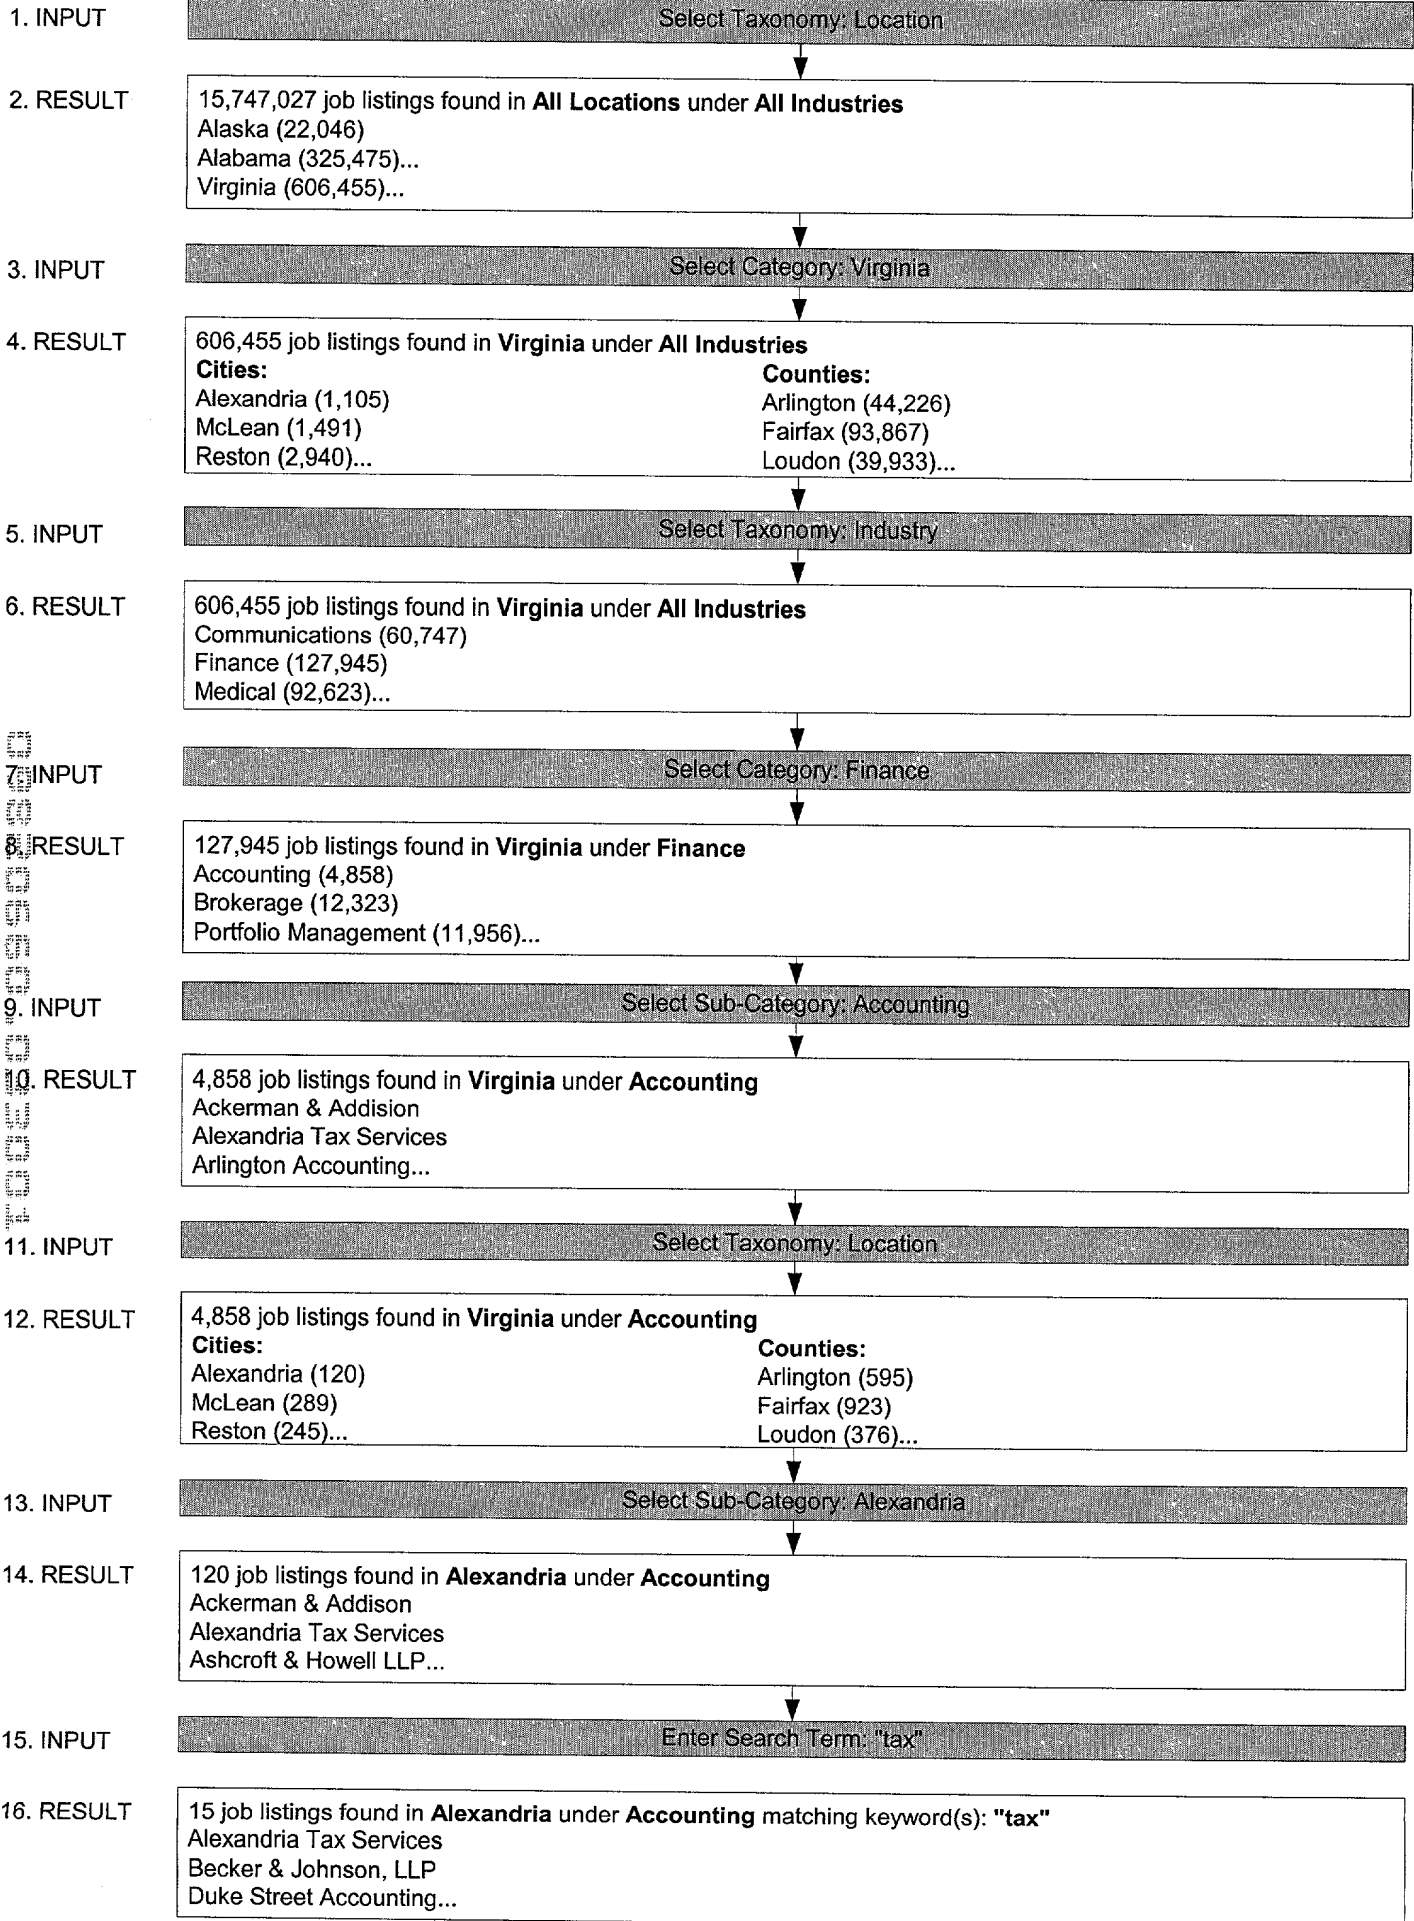 1. INPUT
Select Taxonomy: Location
2. RESULT
15,747,027 job listings found in All Locations under All Industries
Alaska (22,046)
Alabama (325,475)...
Virginia (606,455)...
3. INPUT
Select Category: Virginia
4. RESULT
606,455 job listings found in Virginia under All Industries
Cities:
Alexandria (1,105)
McLean (1,491)
Reston (2,940)...
Counties:
Arlington (44,226)
Fairfax (93,867)
Loudon (39,933)...
5. INPUT
Select Taxonomy: Industry
6. RESULT
606,455 job listings found in Virginia under All Industries
Communications (60,747)
Finance (127,945)
Medical (92,623)...
7. INPUT
Select Category: Finance
8. RESULT
127,945 job listings found in Virginia under Finance
Accounting (4,858)
Brokerage (12,323)
Portfolio Management (11,956)...
9. INPUT
Select Sub-Category: Accounting
10. RESULT
4,858 job listings found in Virginia under Accounting
Ackerman & Addision
Alexandria Tax Services
Arlington Accounting...
11. INPUT
Select Taxonomy: Location
12. RESULT
4,858 job listings found in Virginia under Accounting
Cities:
Alexandria (120)
McLean (289)
Reston (245)...
Counties:
Arlington (595)
Fairfax (923)
Loudon (376)...
13. INPUT
Select Sub-Category: Alexandria
14. RESULT
120 job listings found in Alexandria under Accounting
Ackerman & Addison
Alexandria Tax Services
Ashcroft & Howell LLP...
15. INPUT
Enter Search Term: "tax"
16. RESULT
15 job listings found in Alexandria under Accounting matching keyword(s): "tax"
Alexandria Tax Services
Becker & Johnson, LLP
Duke Street Accounting...